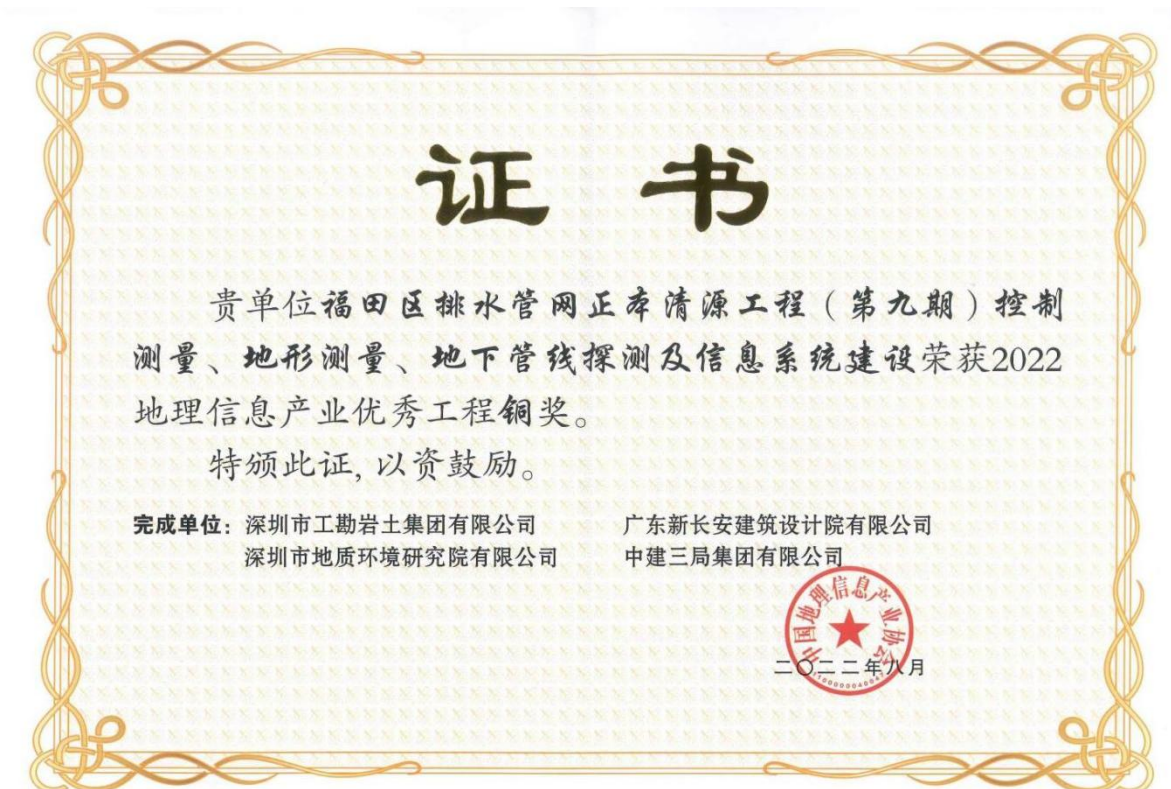 证书
贵单位福田区排水管网正本清源工程（第九期）控制
测量、地形测量、地下管线探测及信息系统建设荣获2022
地理信息产业优秀工程铜奖。
特颁此证，以资鼓励。
完成单位：深圳市工勘岩土集团有限公司 广东新长安建筑设计院有限公司
深圳市地质环境研究院有限公司 中建三局集团有限公司
中国地理信息产业协会
二〇二二年八月